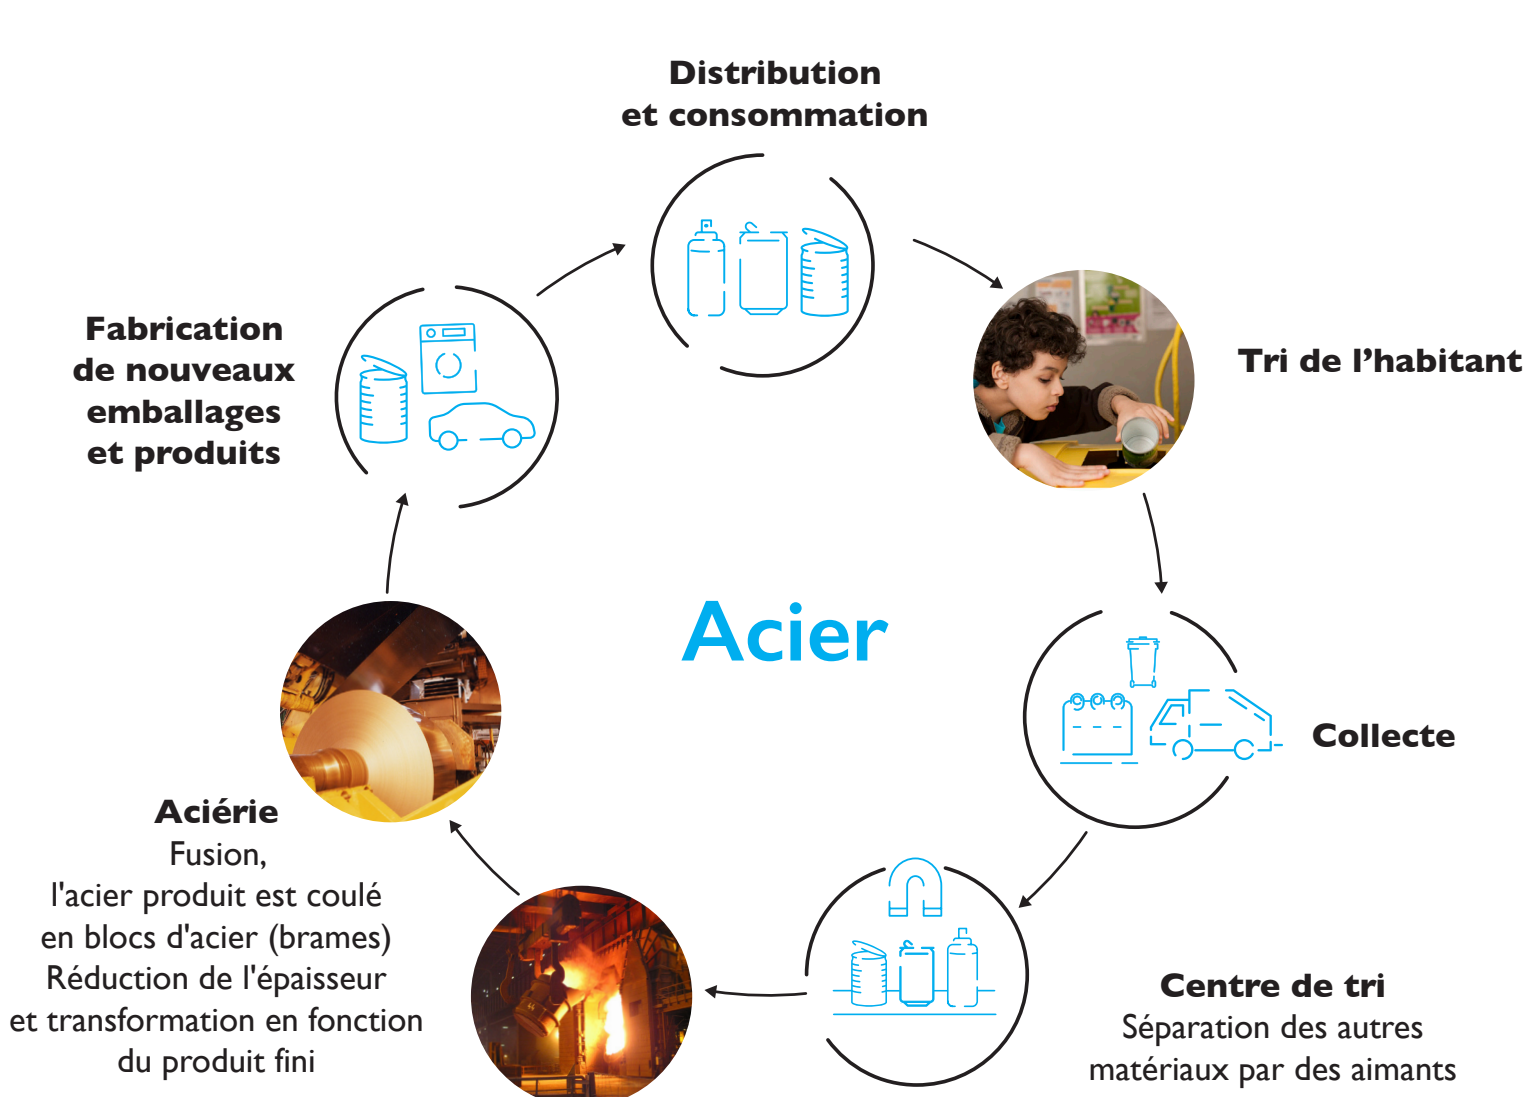 Distribution
et consommation
Tri de l’habitant
Collecte
Centre de tri
Séparation des autres
matériaux par des aimants
Aciérie
Fusion,
l'acier produit est coulé
en blocs d'acier (brames)
Réduction de l'épaisseur
et transformation en fonction
du produit fini
Fabrication
de nouveaux
emballages
et produits
Acier